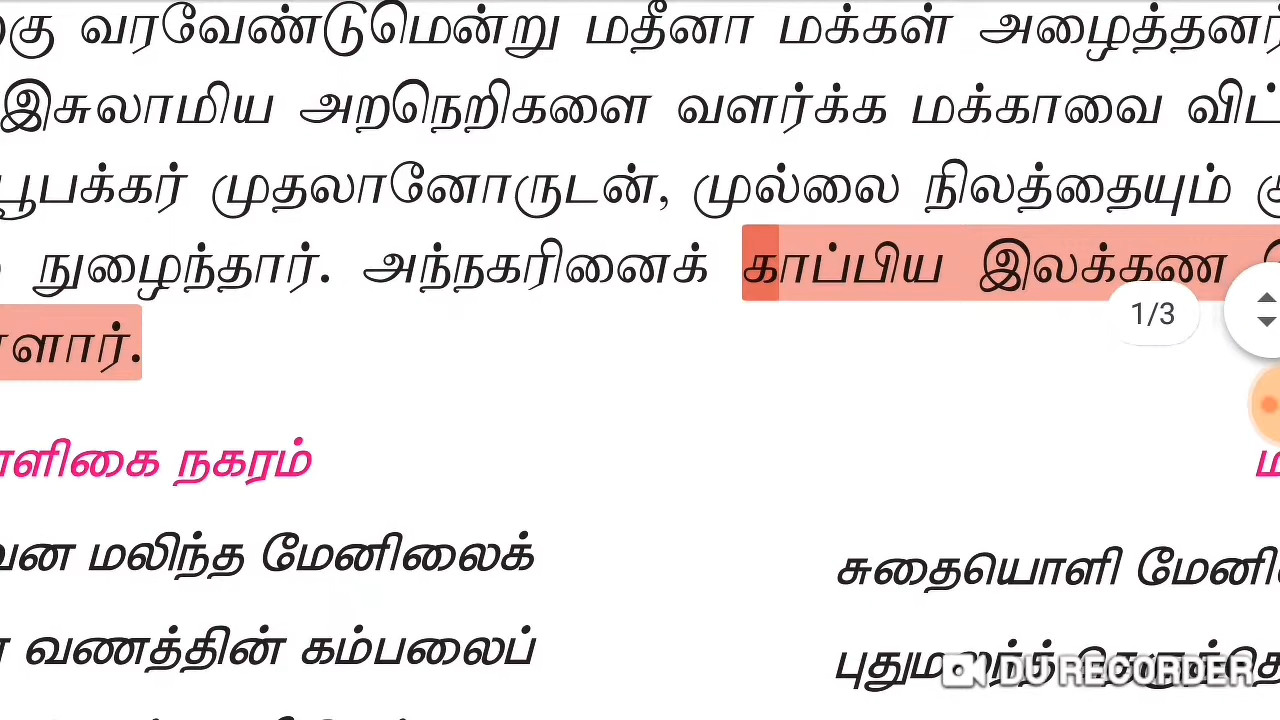 வரவேண்டுமென்று மதீனா மக்கள் அழைத்தனர்
இசுலாமிய அறநெறிகளை வளர்க்க மக்காவை விட்
பூபக்கர் முதலானோருடன், முல்லை நிலத்தையும்
நுழைந்தார். அந்நகரினைக் காப்பிய இலக்கண
1/3
ளார்.
ளிகை நகரம்
மலிந்த மேனிலைக்
சுதையொளி
வணத்தின் கம்பலைப்
DU RECORDER